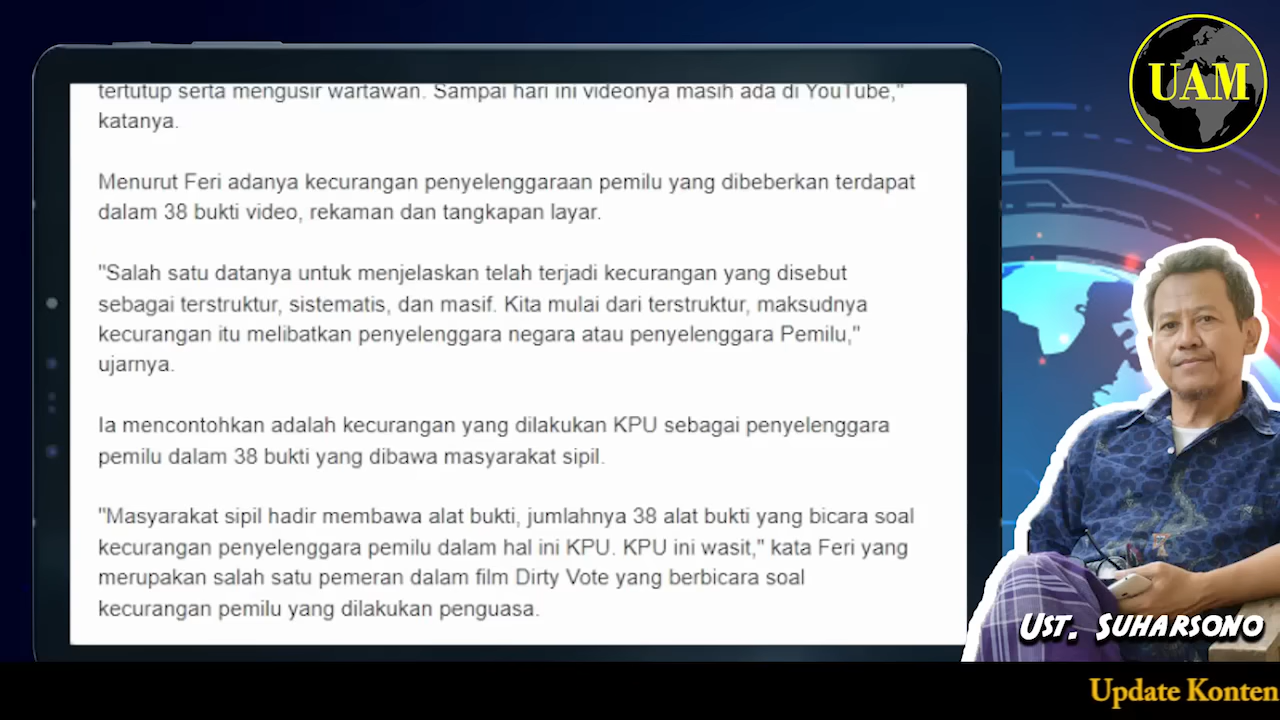 tertutup serta mengusir wartawan. Sampai hari ini videonya masih ada di YouTube,"
katanya.
Menurut Feri adanya kecurangan penyelenggaraan pemilu yang dibeberkan terdapat
dalam 38 bukti video, rekaman dan tangkapan layar.
"Salah satu datanya untuk menjelaskan telah terjadi kecurangan yang disebut
sebagai terstruktur, sistematis, dan masif. Kita mulai dari terstruktur, maksudnya
kecurangan itu melibatkan penyelenggara negara atau penyelenggara Pemilu,"
ujarnya.
Ia mencontohkan adalah kecurangan yang dilakukan KPU sebagai penyelenggara
pemilu dalam 38 bukti yang dibawa masyarakat sipil.
"Masyarakat sipil hadir membawa alat bukti, jumlahnya 38 alat bukti yang bicara soal
kecurangan penyelenggara pemilu dalam hal ini KPU. KPU ini wasit," kata Feri yang
merupakan salah satu pemeran dalam film Dirty Vote yang berbicara soal
kecurangan pemilu yang dilakukan penguasa.
UAM
Ust. Suharsono
Update Konten